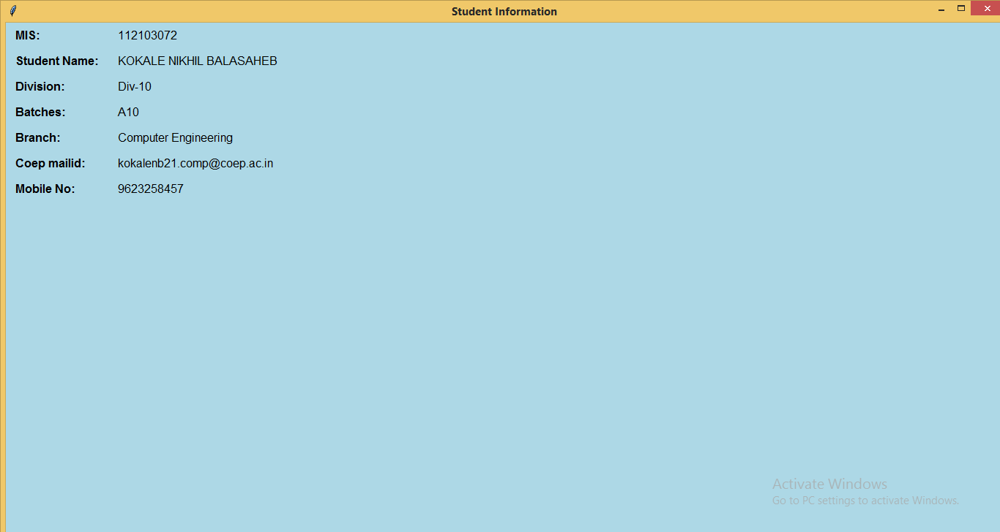 Student Information
MIS: 112103072
Student Name: KOKALE NIKHIL BALASAHEB
Division: Div-10
Batches: A10
Branch: Computer Engineering
Coep mailid: kokalenb21.comp@coep.ac.in
Mobile No: 9623258457
Activate Windows
Go to PC settings to activate Windows.